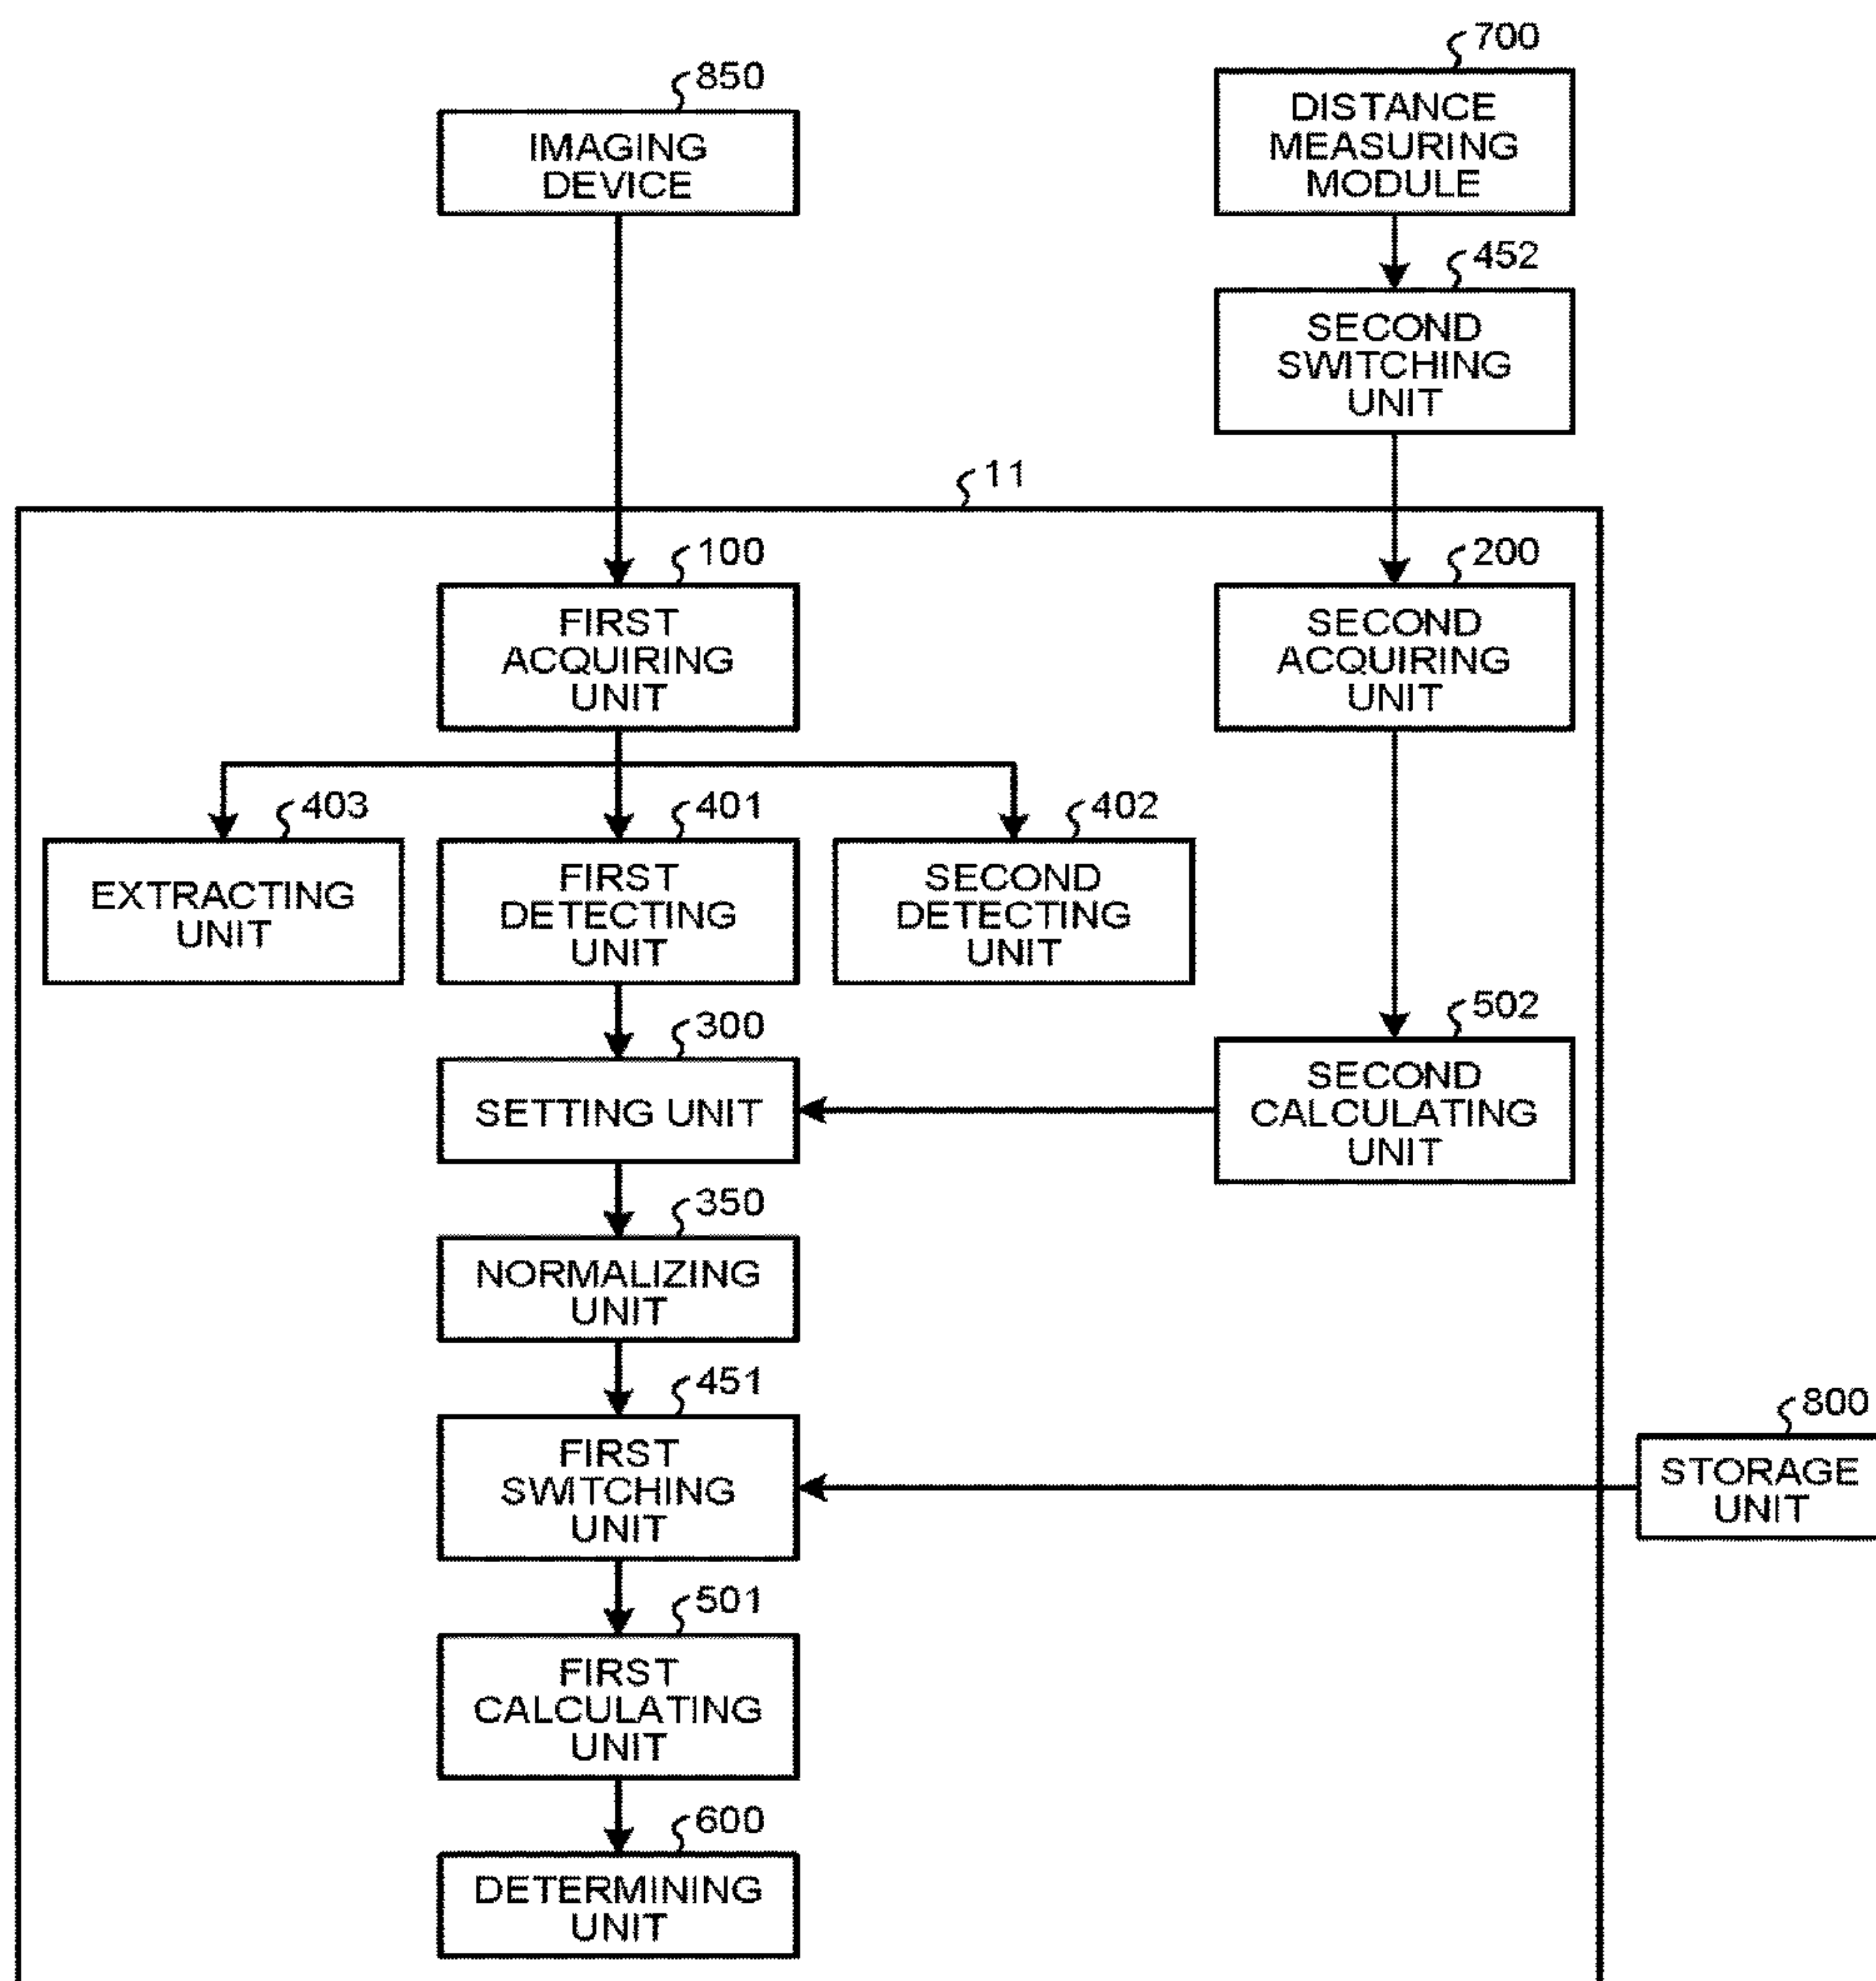 700
DISTANCE
MEASURING
MODULE
850
IMAGING
DEVICE
452
SECOND
SWITCHING
UNIT
11
100
FIRST
ACQUIRING
UNIT
200
SECOND
ACQUIRING
UNIT
403
EXTRACTING
UNIT
401
FIRST
DETECTING
UNIT
402
SECOND
DETECTING
UNIT
300
SETTING UNIT
502
SECOND
CALCULATING
UNIT
350
NORMALIZING
UNIT
451
FIRST
SWITCHING
UNIT
800
STORAGE
UNIT
501
FIRST
CALCULATING
UNIT
600
DETERMINING
UNIT